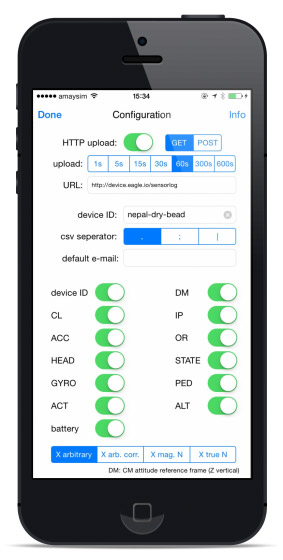 amaysim 15:34
Done Configuration Info
HTTP upload: GET POST
upload: 1s 5s 15s 30s 60s 300s 600s
URL: http://device.eagle.io/sensorlog
device ID: nepal-dry-bead
csv seperator: , ; |
default e-mail:
device ID DM
CL IP
ACC OR
HEAD STATE
GYRO PED
ACT ALT
battery
X arbitrary X arb. corr. X mag. N X true N
DM: CM attitude reference frame (Z vertical)